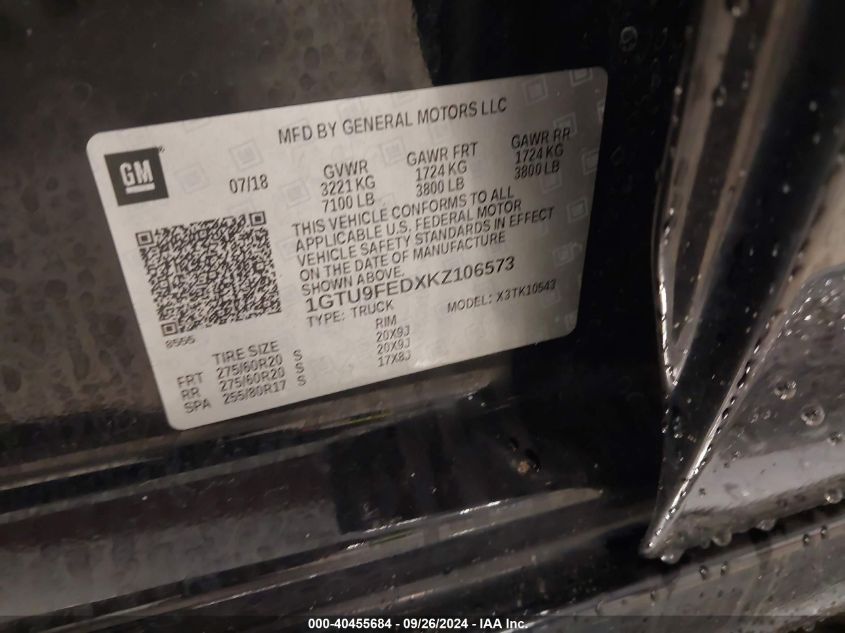 MFD BY GENERAL MOTORS LLC
GM
07/18
GVWR GAWR FRT GAWR RR
3221 KG 1724 KG 1724 KG
7100 LB 3800 LB 3800 LB
THIS VEHICLE CONFORMS TO ALL
APPLICABLE U.S. FEDERAL MOTOR
VEHICLE SAFETY STANDARDS IN EFFECT
ON THE DATE OF MANUFACTURE
SHOWN ABOVE.
1GTU9FEDXKZ106573
TYPE: TRUCK MODEL: X3TK10543
8555
TIRE SIZE RIM
FRT 275/60R20 S 20X9J
RR 275/60R20 S 20X9J
SPA 255/80R17 S 17X8J
000-40455684 - 09/26/2024 - IAA Inc.